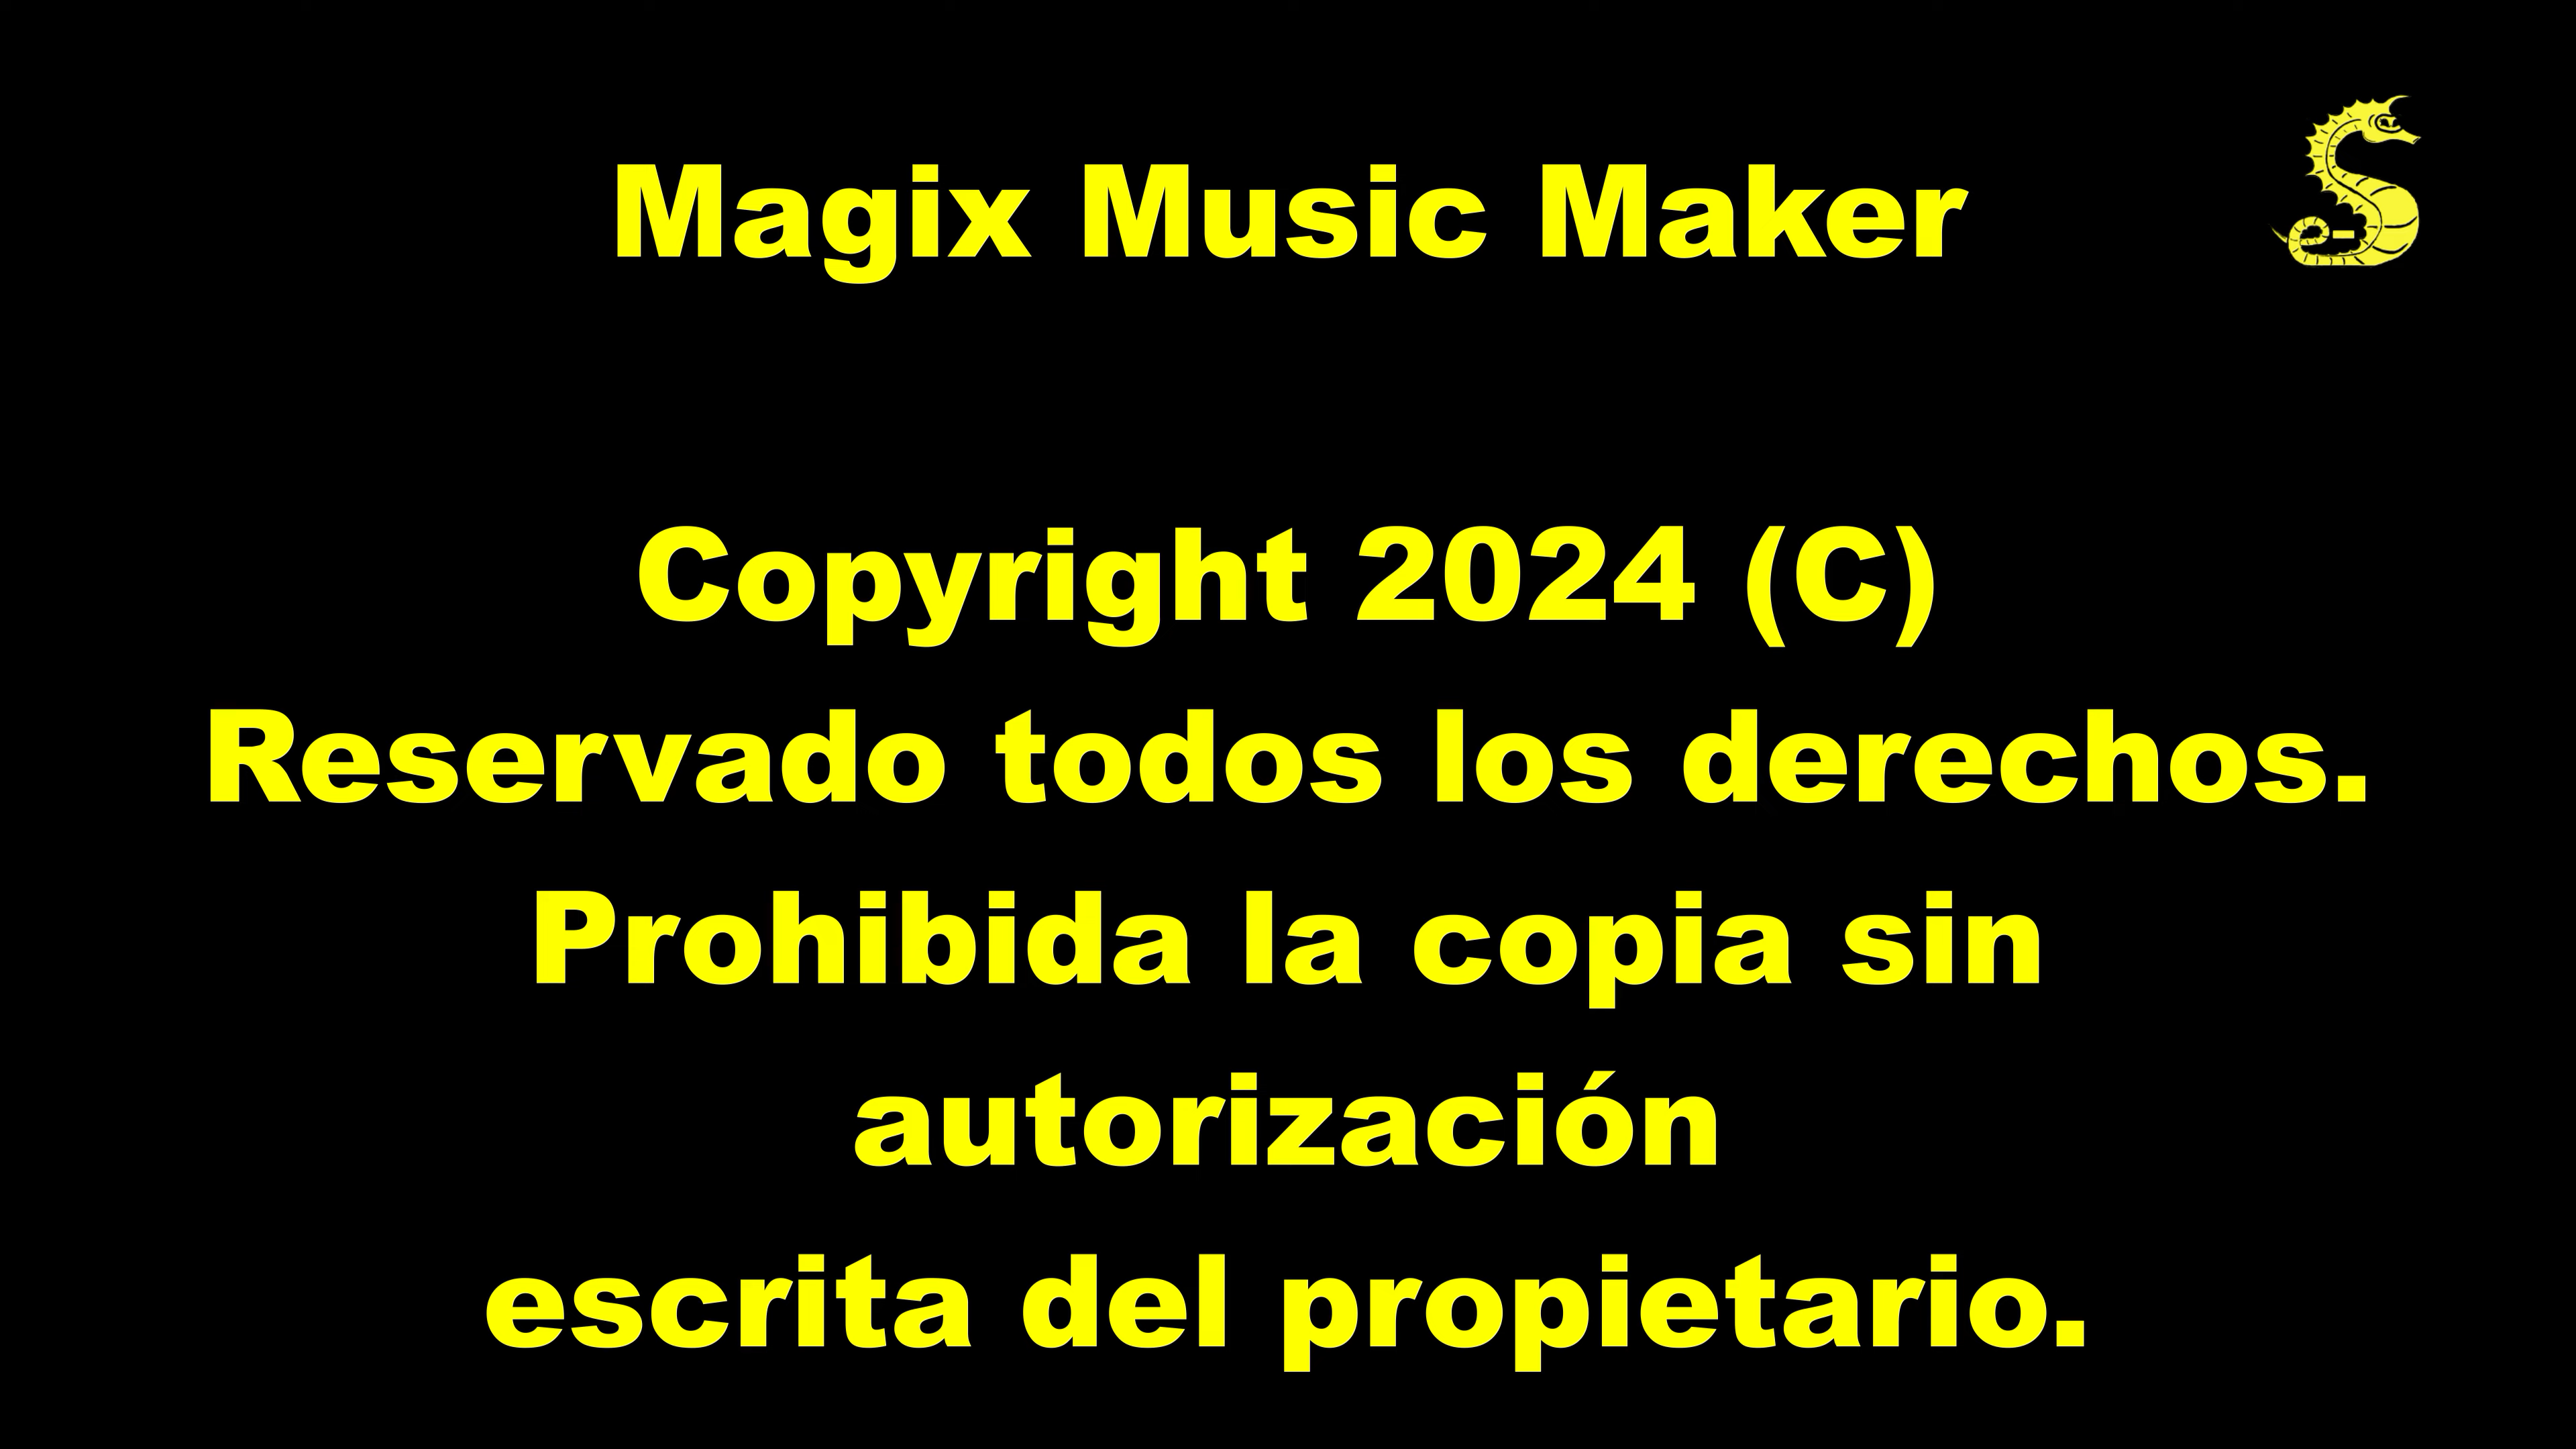 Magix Music Maker
e-
Copyright 2024 (C)
Reservado todos los derechos.
Prohibida la copia sin
autorización
escrita del propietario.